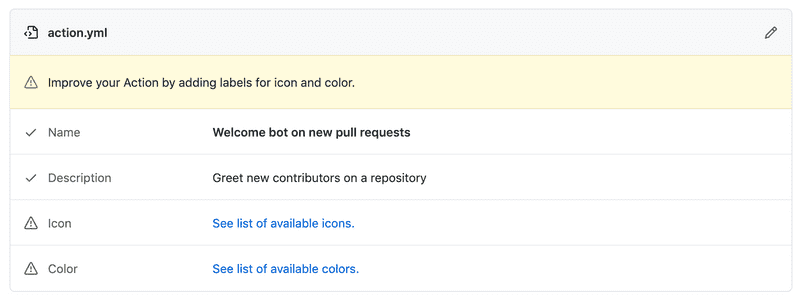 action.yml
Improve your Action by adding labels for icon and color.
Name Welcome bot on new pull requests
Description Greet new contributors on a repository
Icon See list of available icons.
Color See list of available colors.